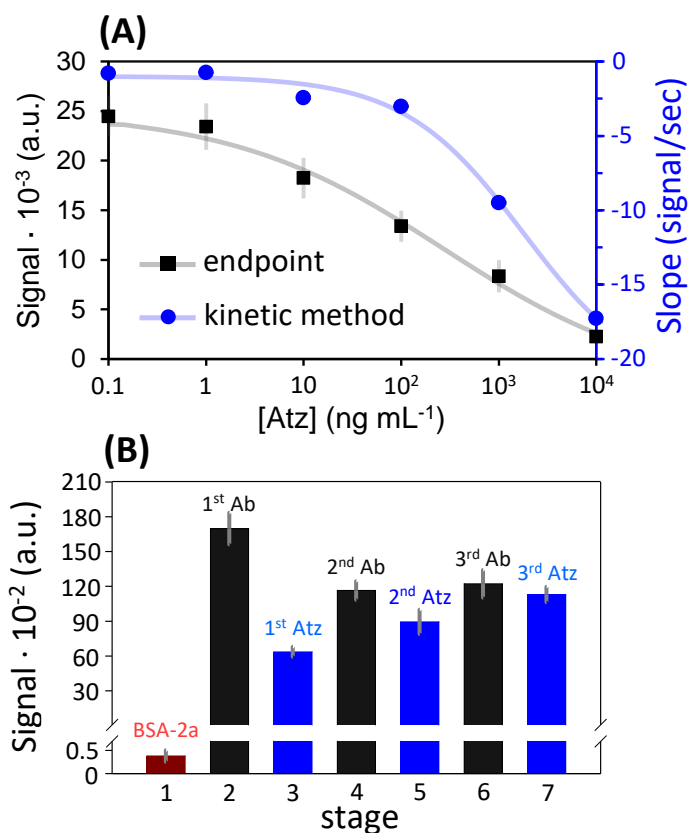 (A)
30
25
20
15
10
5
0
Signal · 10⁻³ (a.u.)
endpoint
kinetic method
0
-5
-10
-15
-20
Slope (signal/sec)
0.1 1 10 10² 10³ 10⁴
[Atz] (ng mL⁻¹)
(B)
210
180
150
120
90
60
30
0.5
0
Signal · 10⁻² (a.u.)
BSA-2a
1ˢᵗ Ab
1ˢᵗ Atz
2ⁿᵈ Ab
2ⁿᵈ Atz
3ʳᵈ Ab
3ʳᵈ Atz
1 2 3 4 5 6 7
stage